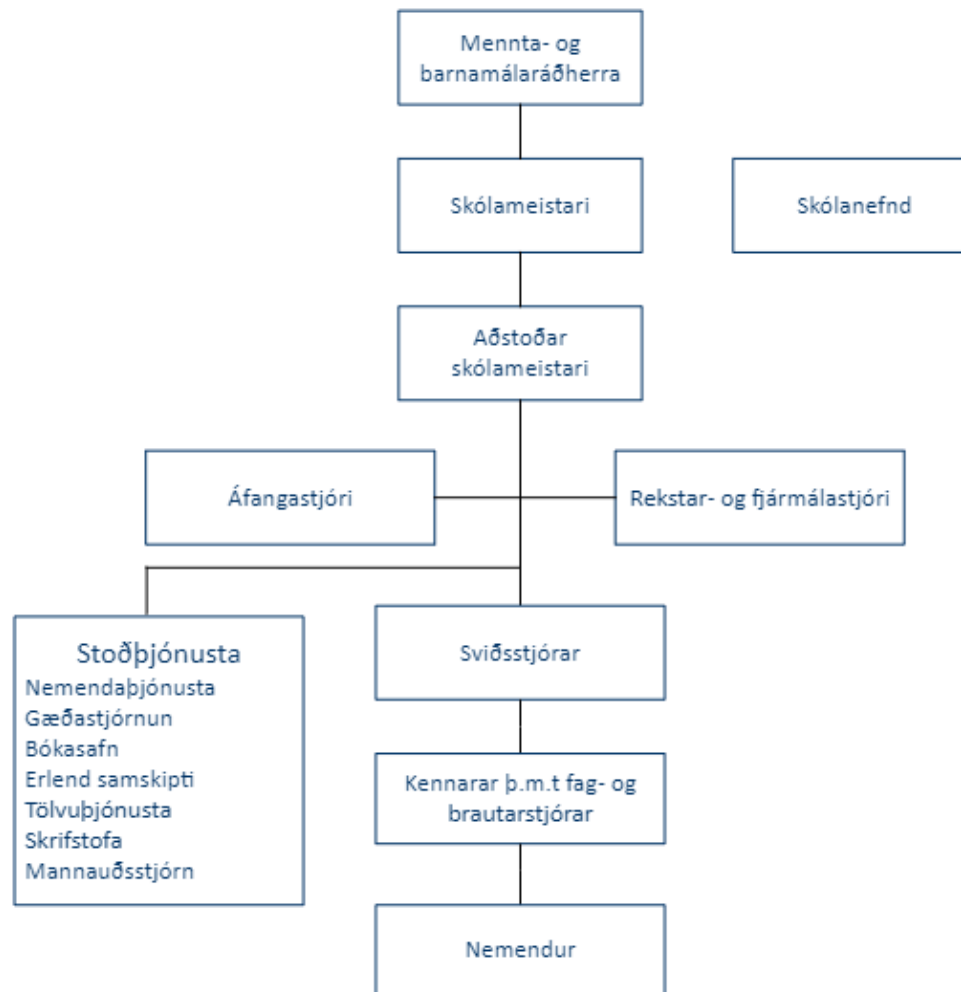 Mennta- og
barnamálaráðherra
Skólameistari
Skólanefnd
Aðstoðar
skólameistari
Áfangastjóri
Rekstar- og fjármálastjóri
Stoðþjónusta
Nemendaþjónusta
Gæðastjórnun
Bókasafn
Erlend samskipti
Tölvuþjónusta
Skrifstofa
Mannauðsstjórn
Sviðsstjórar
Kennarar þ.m.t fag- og
brautarstjórar
Nemendur